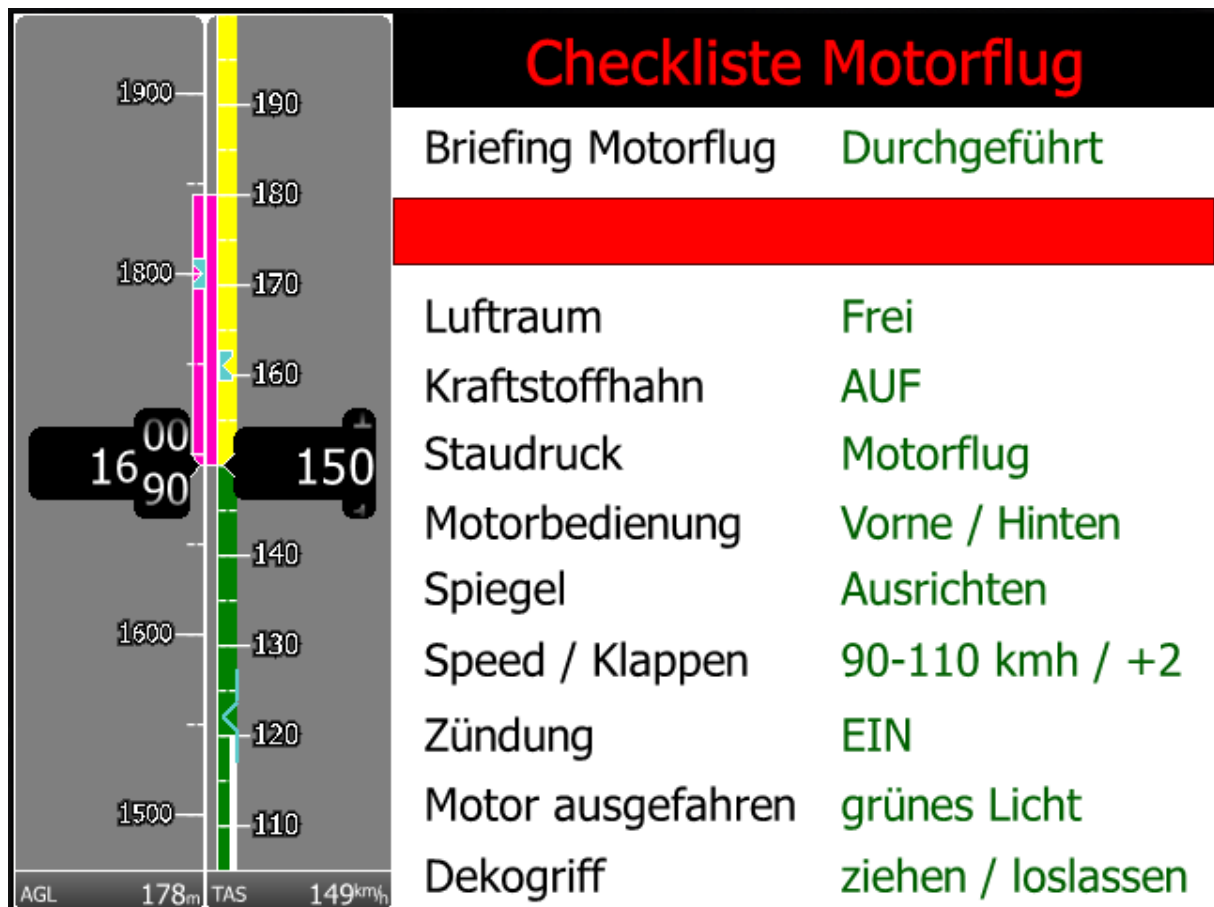 Checkliste Motorflug
Briefing Motorflug Durchgeführt
Luftraum Frei
Kraftstoffhahn AUF
Staudruck Motorflug
Motorbedienung Vorne / Hinten
Spiegel Ausrichten
Speed / Klappen 90-110 kmh / +2
Zündung EIN
Motor ausgefahren grünes Licht
Dekogriff ziehen / loslassen
1900
1800
16 00
90
1600
1500
AGL 178m
190
180
170
160
150
140
130
120
110
TAS 149km/h